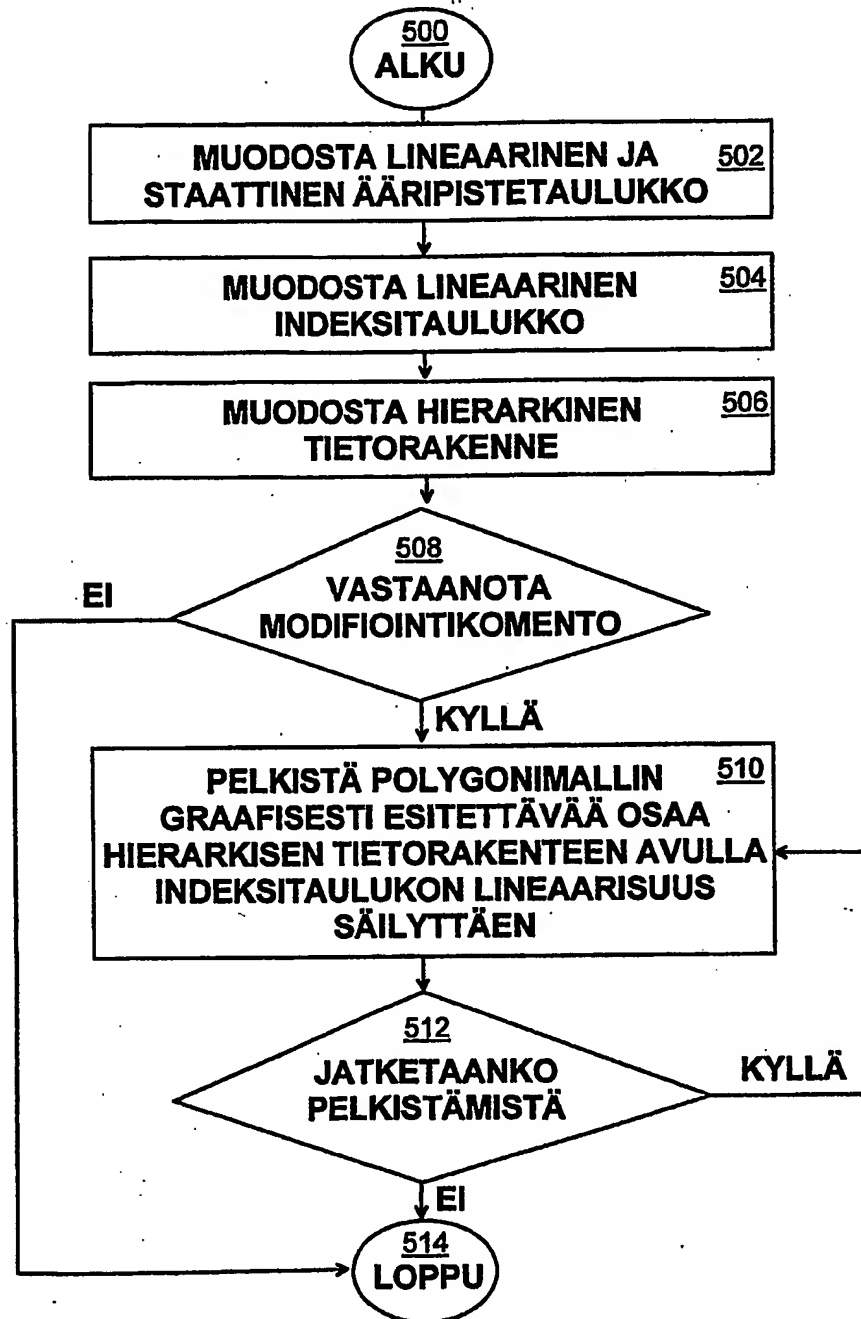 500
ALKU
MUODOSTA LINEAARINEN JA 502
STAATTINEN ÄÄRIPISTETAULUKKO
MUODOSTA LINEAARINEN 504
INDEKSITAULUKKO
MUODOSTA HIERARKINEN 506
TIETORAKENNE
508
EI VASTAANOTA
MODIFIOINTIKOMENTO
KYLLÄ
PELKISTÄ POLYGONIMALLIN 510
GRAAFISESTI ESITETTÄVÄÄ OSAA
HIERARKISEN TIETORAKENTEEN AVULLA
INDEKSITAULUKON LINEAARISUUS
SÄILYTTÄEN
512
JATKETAANKO KYLLÄ
PELKISTÄMISTÄ
EI
514
LOPPU